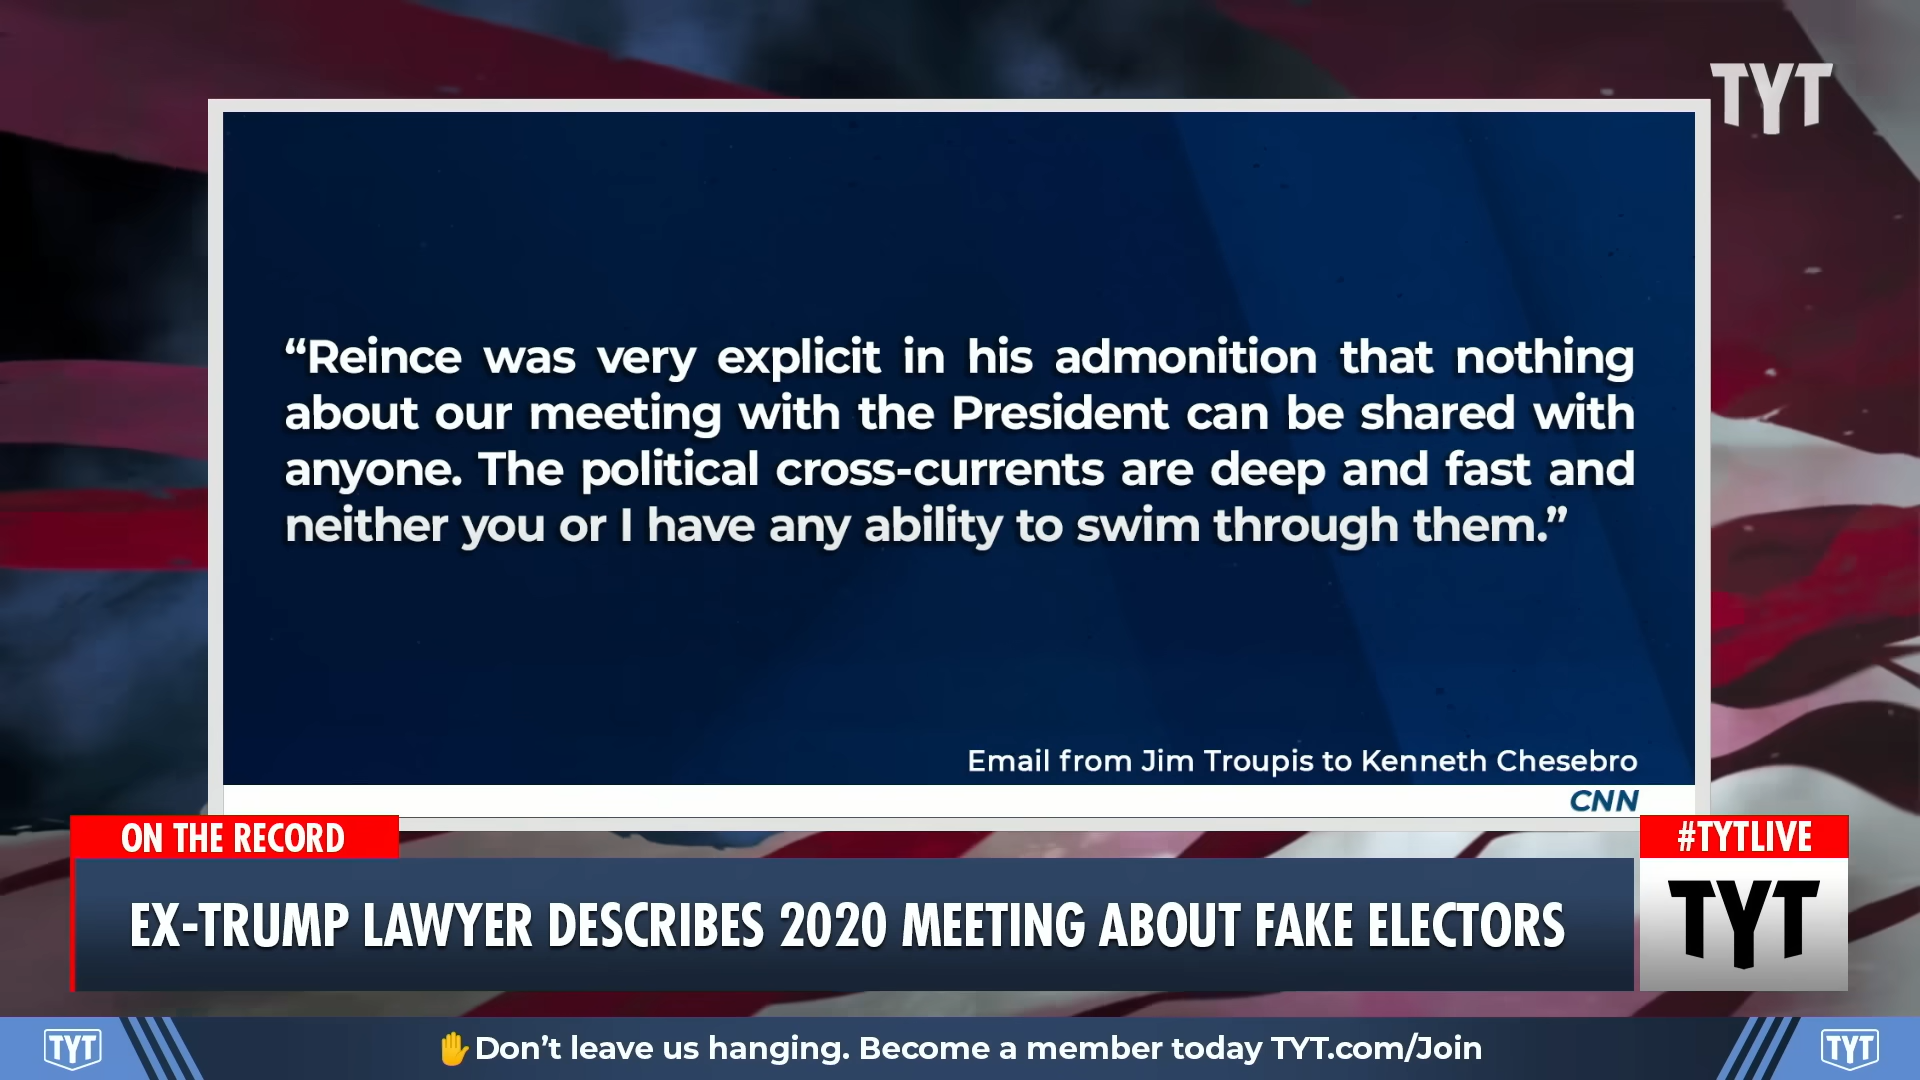 TYT
“Reince was very explicit in his admonition that nothing
about our meeting with the President can be shared with
anyone. The political cross-currents are deep and fast and
neither you or I have any ability to swim through them.”
Email from Jim Troupis to Kenneth Chesebro
CNN
ON THE RECORD
#TYTLIVE
EX-TRUMP LAWYER DESCRIBES 2020 MEETING ABOUT FAKE ELECTORS
TYT
TYT
✋Don’t leave us hanging. Become a member today TYT.com/Join
TYT